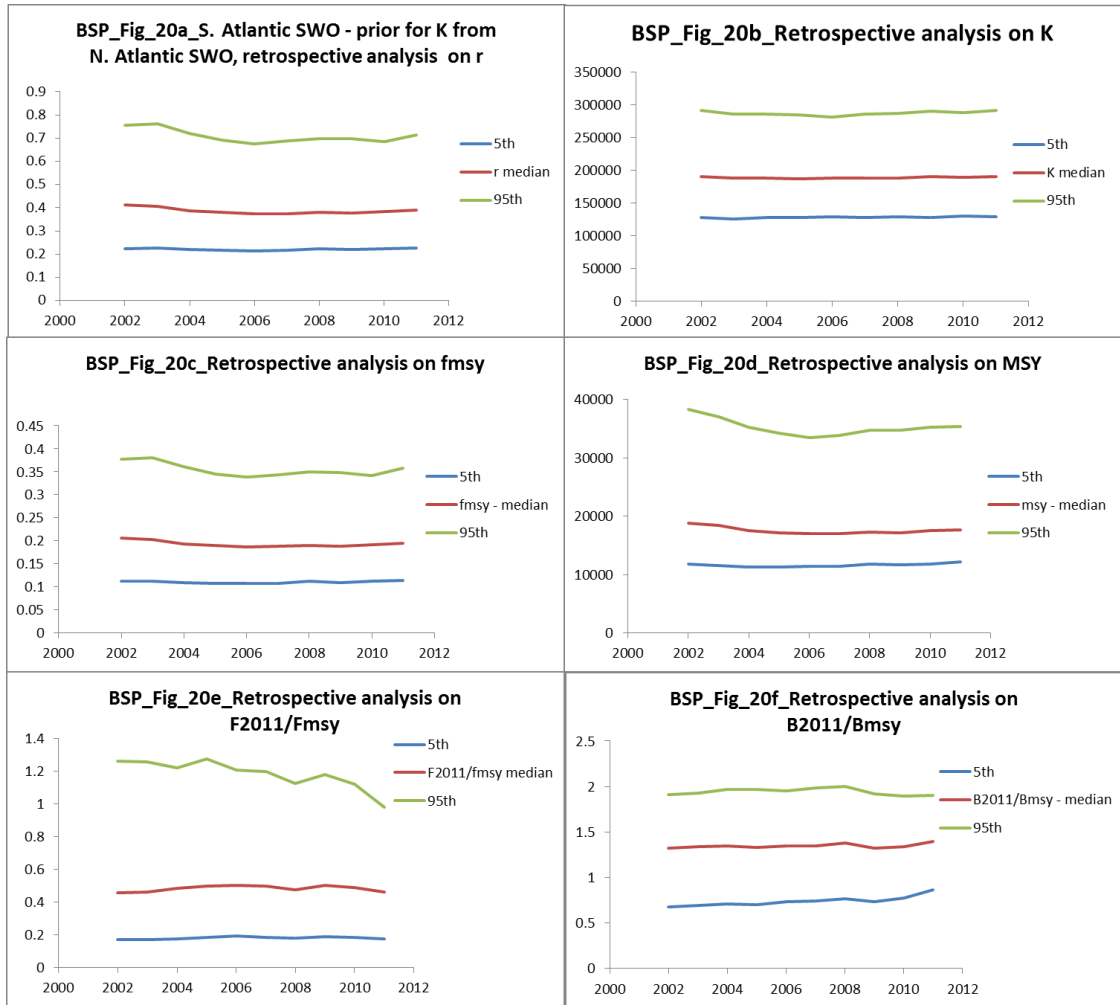 BSP_Fig_20a_S. Atlantic SWO - prior for K from
N. Atlantic SWO, retrospective analysis on r
0.9
0.8
0.7
0.6
0.5
0.4
0.3
0.2
0.1
0
2000 2002 2004 2006 2008 2010 2012
5th
r median
95th
BSP_Fig_20b_Retrospective analysis on K
350000
300000
250000
200000
150000
100000
50000
0
2000 2002 2004 2006 2008 2010 2012
5th
K median
95th
BSP_Fig_20c_Retrospective analysis on fmsy
0.45
0.4
0.35
0.3
0.25
0.2
0.15
0.1
0.05
0
2000 2002 2004 2006 2008 2010 2012
5th
fmsy - median
95th
BSP_Fig_20d_Retrospective analysis on MSY
40000
30000
20000
10000
0
2000 2002 2004 2006 2008 2010 2012
5th
msy - median
95th
BSP_Fig_20e_Retrospective analysis on
F2011/Fmsy
1.4
1.2
1
0.8
0.6
0.4
0.2
0
2000 2002 2004 2006 2008 2010 2012
5th
F2011/fmsy median
95th
BSP_Fig_20f_Retrospective analysis on
B2011/Bmsy
2.5
2
1.5
1
0.5
0
2000 2002 2004 2006 2008 2010 2012
5th
B2011/Bmsy - median
95th